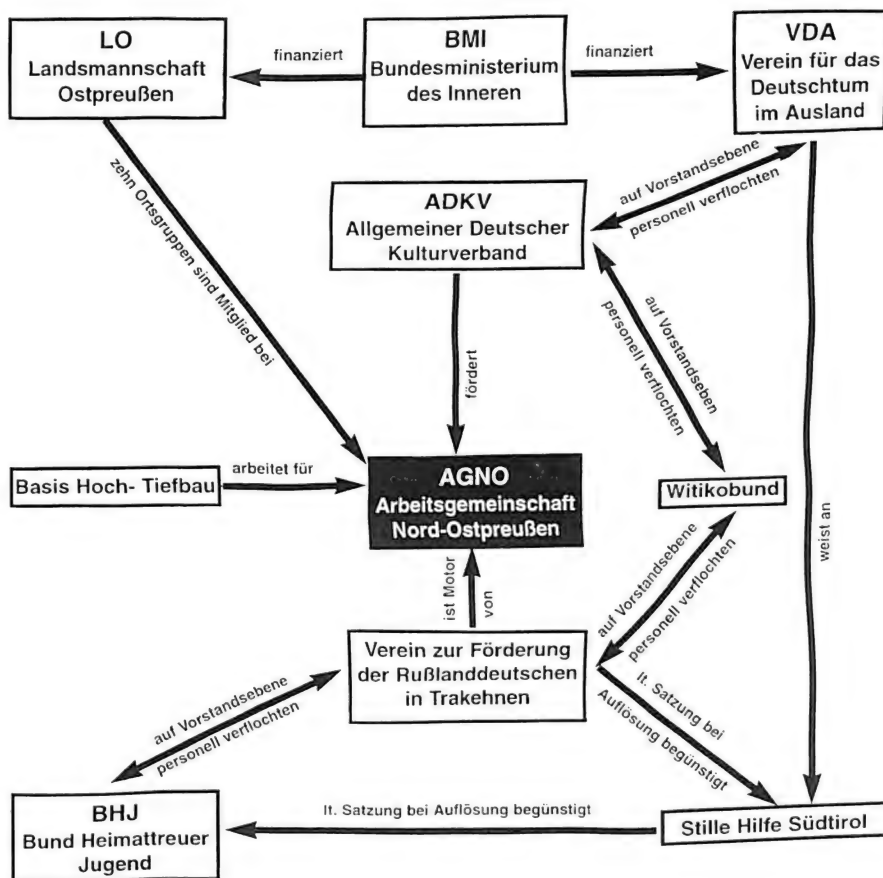 LO
Landsmannschaft
Ostpreußen
finanziert
BMI
Bundesministerium
des Inneren
finanziert
VDA
Verein für das
Deutschtum
im Ausland
zehn Ortsgruppen sind Mitglied bei
ADKV
Allgemeiner Deutscher
Kulturverband
auf Vorstandsebene
personell verflochten
auf Vorstandseben
personell verflochten
fördert
Basis Hoch- Tiefbau
arbeitet für
AGNO
Arbeitsgemeinschaft
Nord-Ostpreußen
Witikobund
weist an
ist Motor
von
auf Vorstandsebene
personell verflochten
Verein zur Förderung
der Rußlanddeutschen
in Trakehnen
lt. Satzung bei
Auflösung begünstigt
auf Vorstandsebene
personell verflochten
BHJ
Bund Heimattreuer
Jugend
lt. Satzung bei Auflösung begünstigt
Stille Hilfe Südtirol